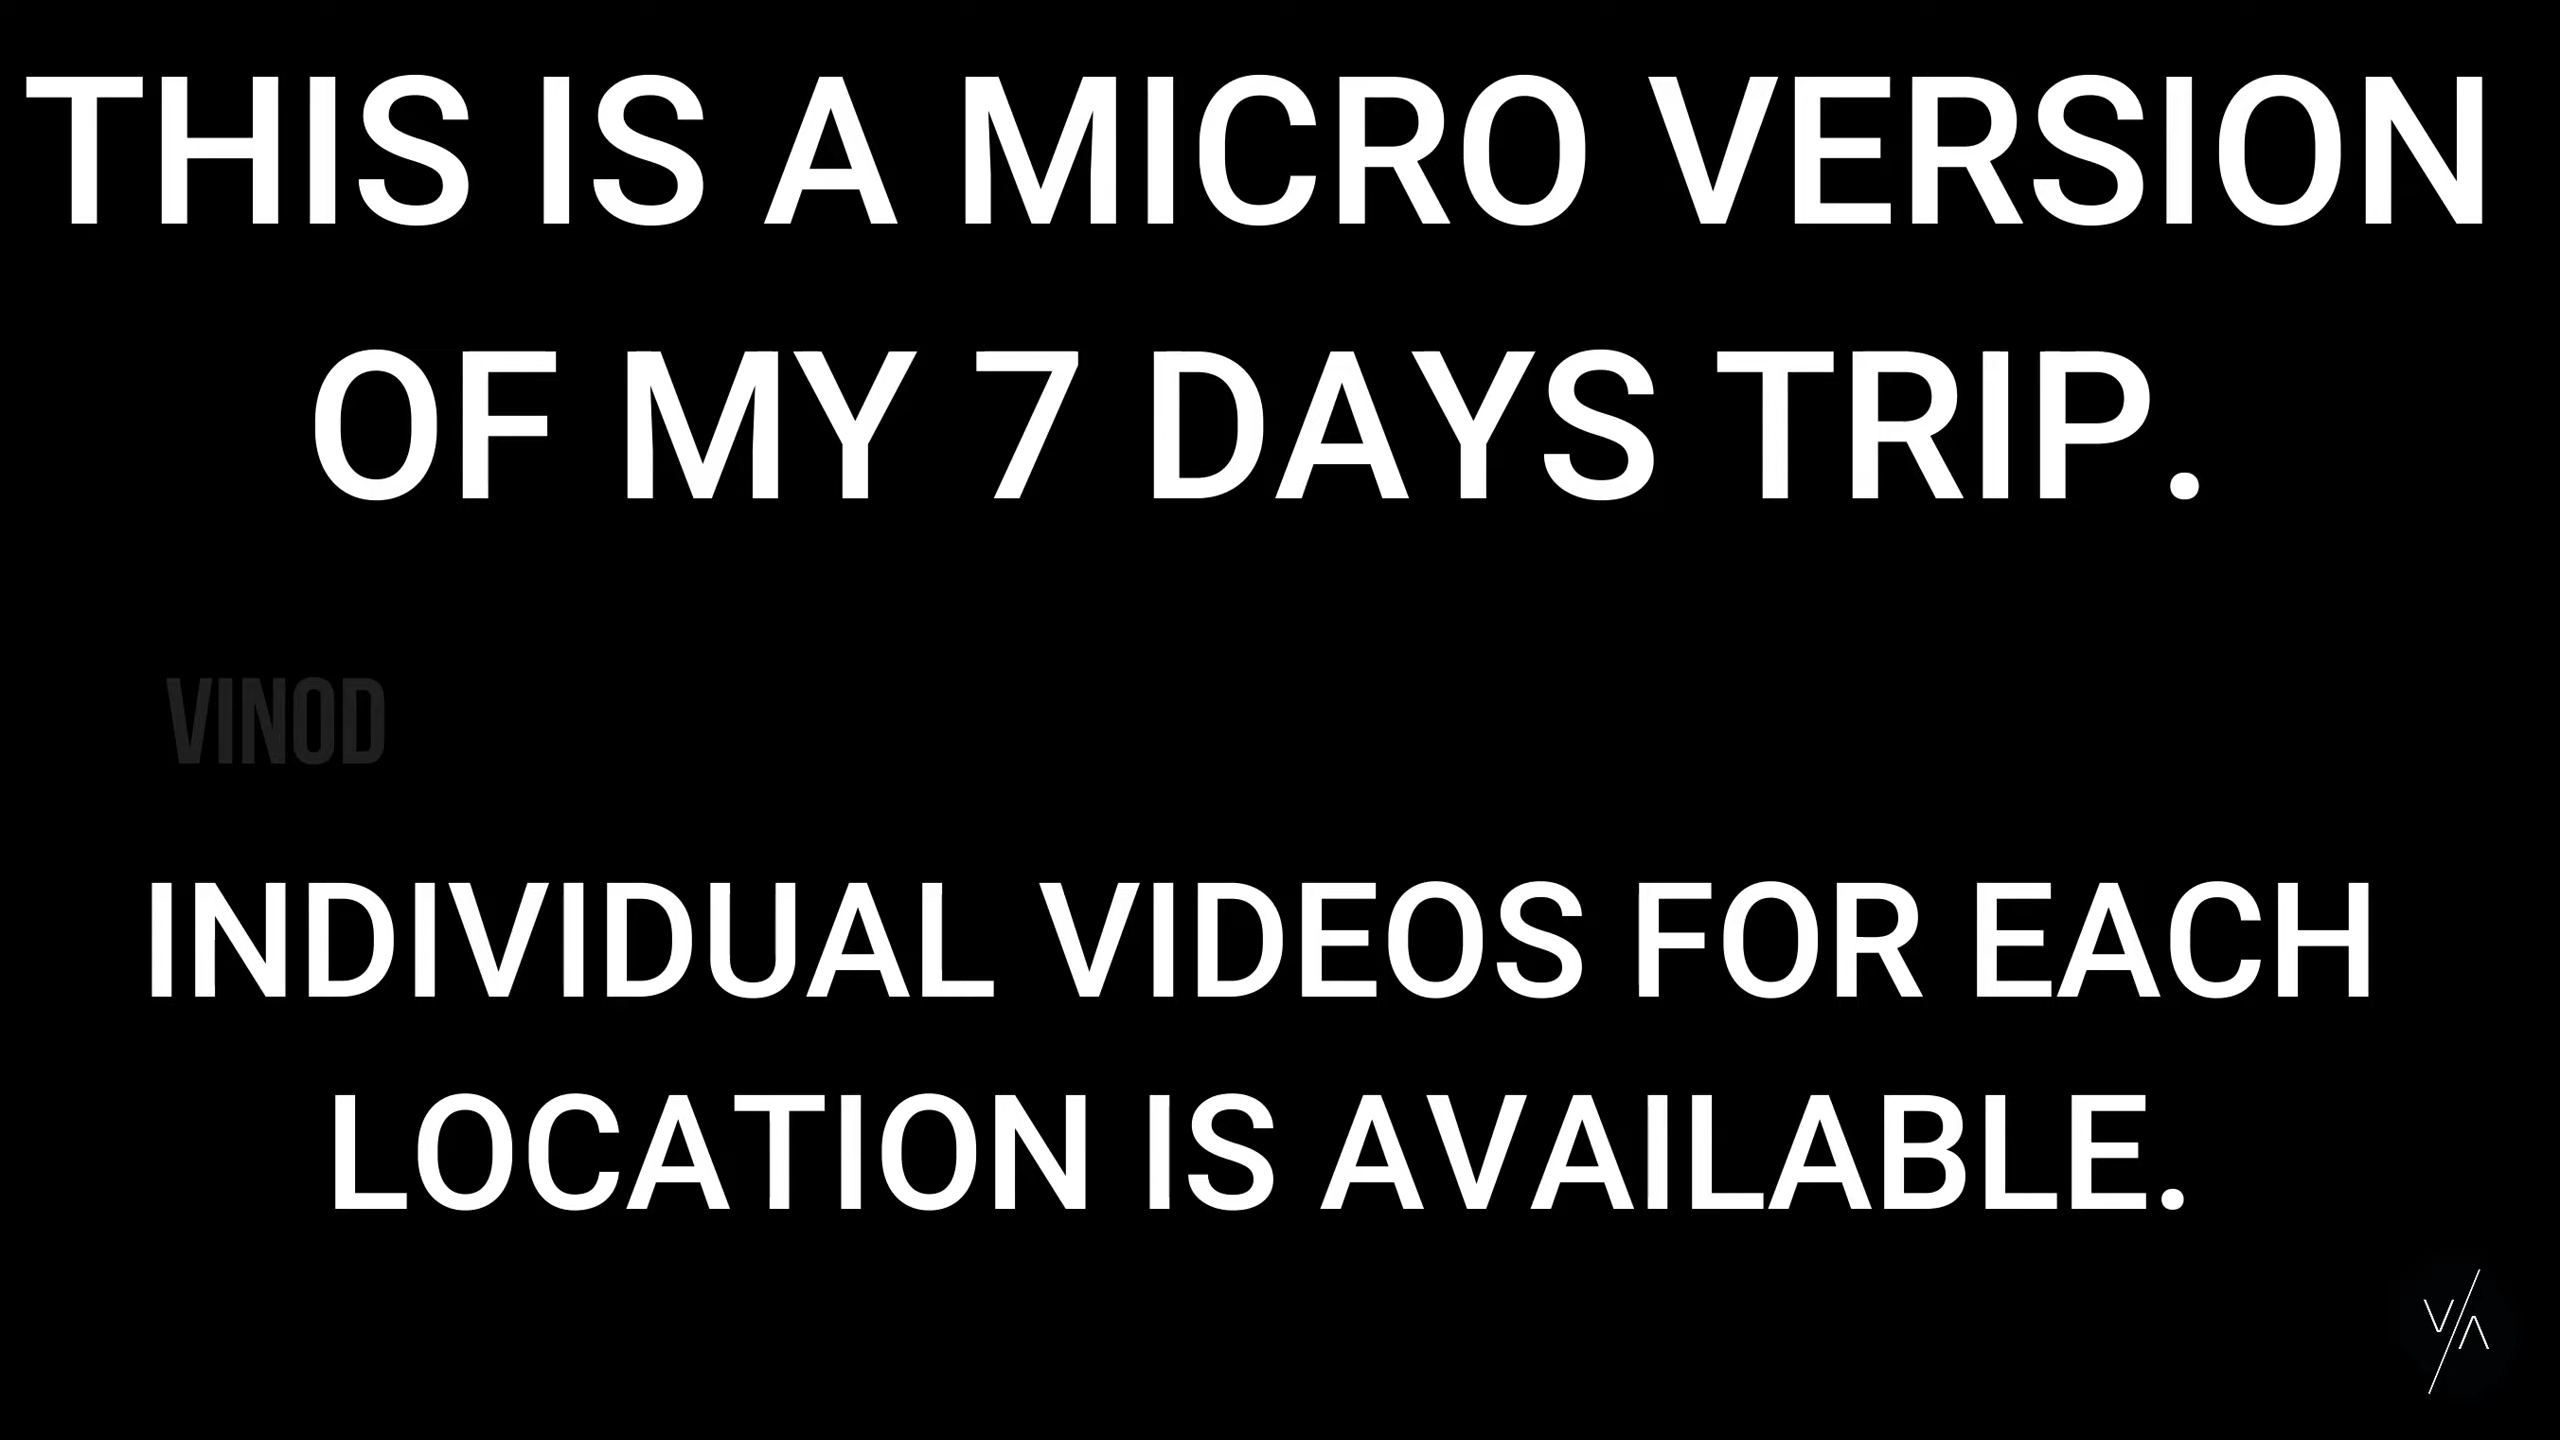 THIS IS A MICRO VERSION
OF MY 7 DAYS TRIP.
VINOD
INDIVIDUAL VIDEOS FOR EACH
LOCATION IS AVAILABLE.
V/A